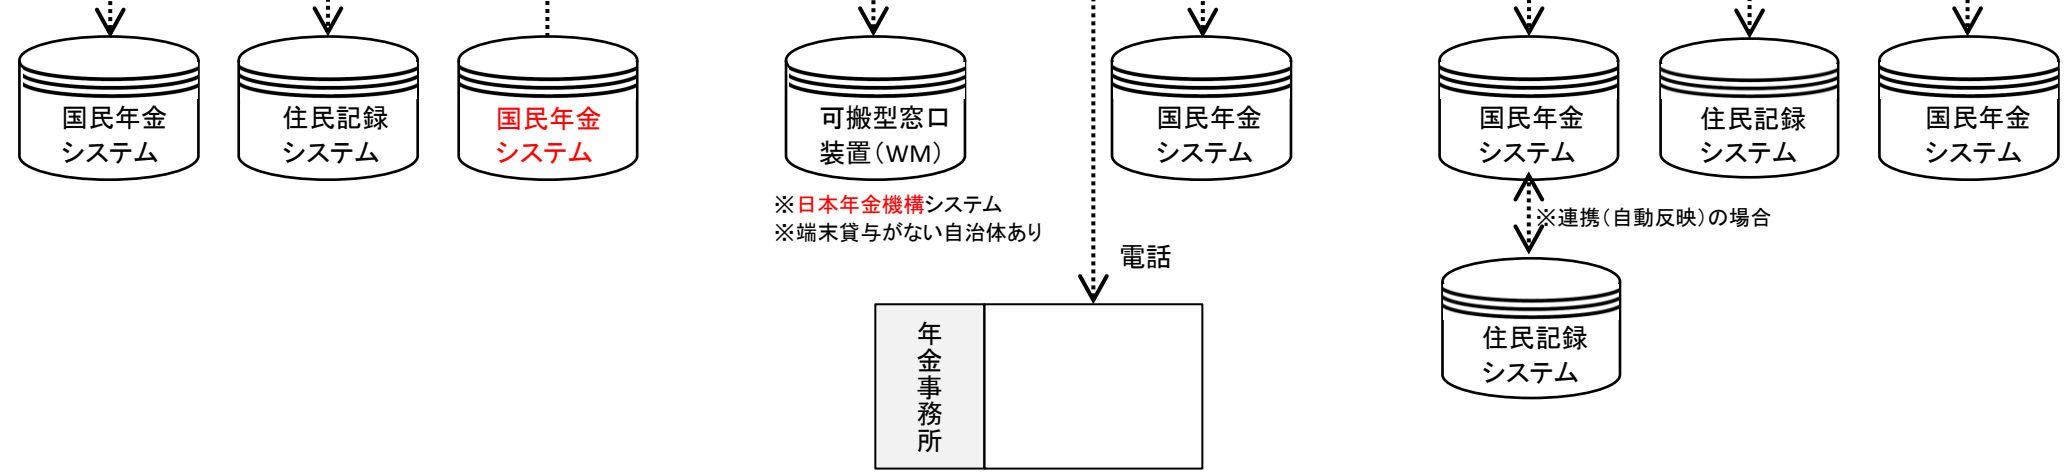 国民年金
システム
住民記録
システム
国民年金
システム
可搬型窓口
装置（WM）
国民年金
システム
国民年金
システム
住民記録
システム
国民年金
システム
※日本年金機構システム
※端末貸与がない自治体あり
※連携（自動反映）の場合
電話
年金事務所
住民記録
システム